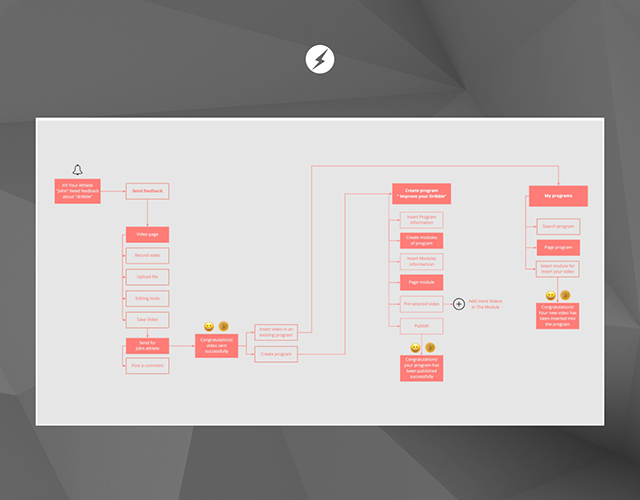 Hi! Your Athlete
"John" Need feedback
about "dribble"
Send feedback
Video page
Record video
Upload file
Editing tools
Save Video
Send for
John athlete
Post a comment
Congratulations!
Video sent
successfully
Insert video in an
existing program
Create program
Create program
" Improve your Dribble"
Insert Program
information
Create modules
of program
Insert Modules
information
Page module
Pre selected video
Add more Videos
in The Module
Publish
Congratulations!
your program has
been published
successfully
My programs
Search program
Page program
Select module for
insert your video
Congratulations!
Your new video has
been inserted into
the program